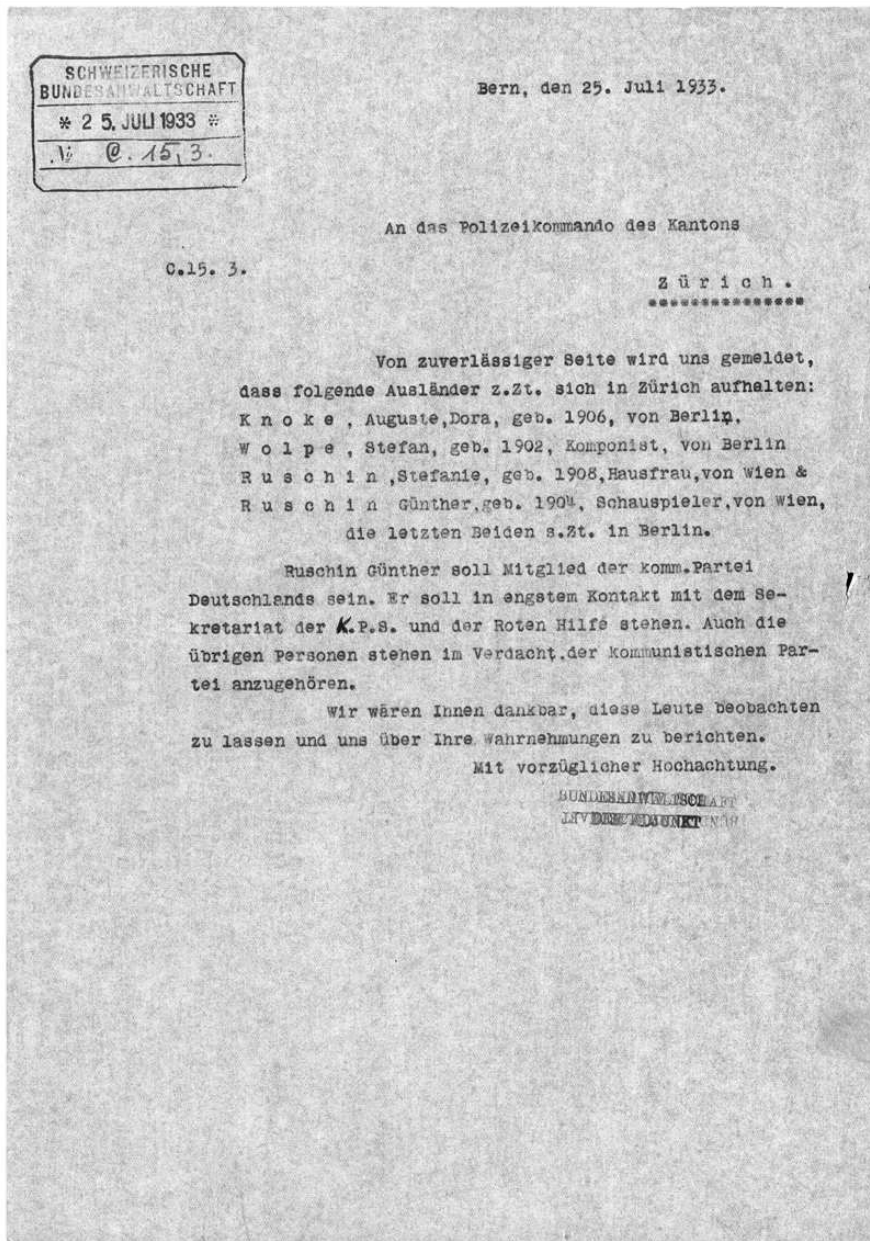 SCHWEIZERISCHE
BUNDESANWALTSCHAFT
* 25. JULI 1933 *
№ C.15.3.
Bern, den 25. Juli 1933.
An das Polizeikommando des Kantons
C.15. 3.
Z ü r i c h .
Von zuverlässiger Seite wird uns gemeldet,
dass folgende Ausländer z.Zt. sich in Zürich aufhalten:
K n o k e , Auguste,Dora, geb. 1906, von Berlin,
W o l p e , Stefan, geb. 1902, Komponist, von Berlin
R u s c h i n ,Stefanie, geb. 1908,Hausfrau,von Wien &
R u s c h i n Günther,geb. 1904, Schauspieler,von Wien,
die letzten Beiden s.Zt. in Berlin.
Ruschin Günther soll Mitglied der komm.Partei
Deutschlands sein. Er soll in engstem Kontakt mit dem Se-
kretariat der K.P.S. und der Roten Hilfe stehen. Auch die
übrigen Personen stehen im Verdacht,der kommunistischen Par-
tei anzugehören.
Wir wären Ihnen dankbar, diese Leute beobachten
zu lassen und uns über Ihre Wahrnehmungen zu berichten.
Mit vorzüglicher Hochachtung.
BUNDESANWALTSCHAFT